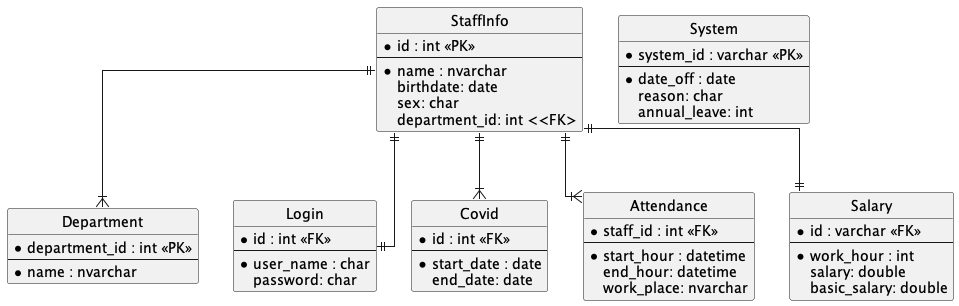 StaffInfo
● id : int «PK»
● name : nvarchar
birthdate: date
sex: char
department_id: int <<FK>
System
● system_id : varchar «PK»
● date_off : date
reason: char
annual_leave: int
Department
● department_id : int «PK»
● name : nvarchar
Login
● id : int «FK»
● user_name : char
password: char
Covid
● id : int «FK»
● start_date : date
end_date: date
Attendance
● staff_id : int «FK»
● start_hour : datetime
end_hour: datetime
work_place: nvarchar
Salary
● id : varchar «FK»
● work_hour : int
salary: double
basic_salary: double